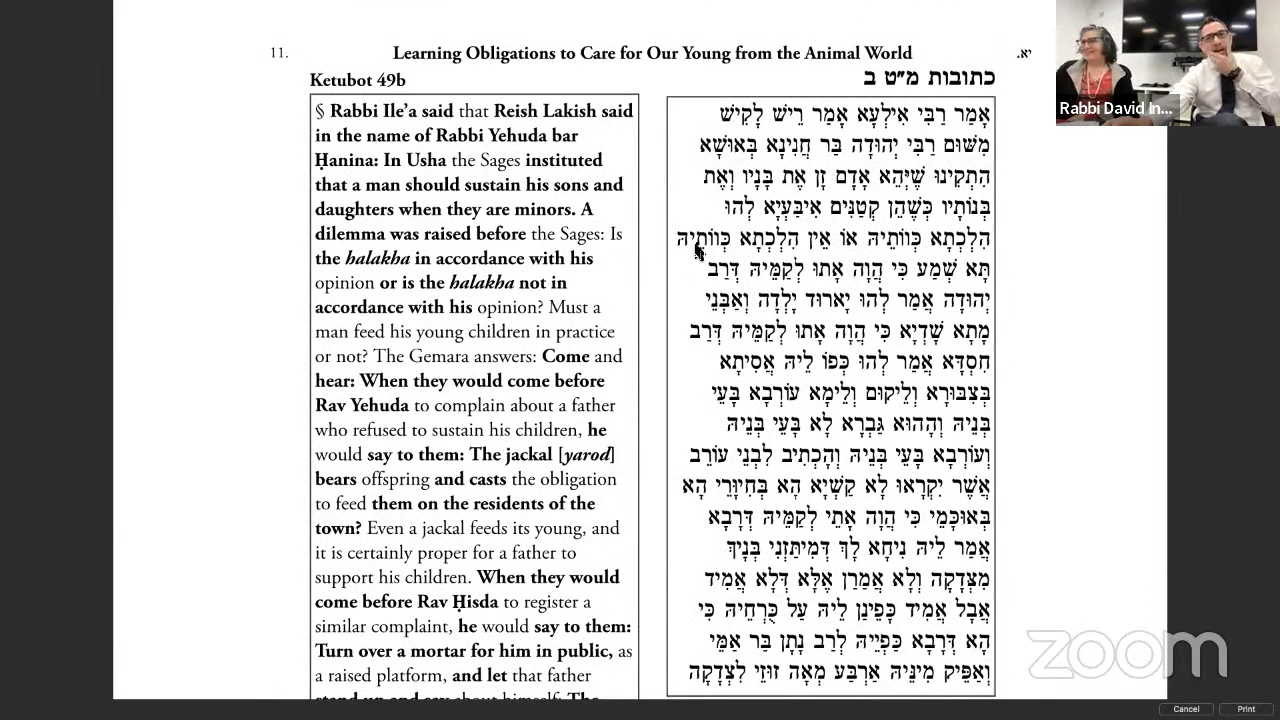 11.
Learning Obligations to Care for Our Young from the Animal World
Ketubot 49b
§ Rabbi Ile’a said that Reish Lakish said
in the name of Rabbi Yehuda bar
Ḥanina: In Usha the Sages instituted
that a man should sustain his sons and
daughters when they are minors. A
dilemma was raised before the Sages: Is
the halakha in accordance with his
opinion or is the halakha not in
accordance with his opinion? Must a
man feed his young children in practice
or not? The Gemara answers: Come and
hear: When they would come before
Rav Yehuda to complain about a father
who refused to sustain his children, he
would say to them: The jackal [yarod]
bears offspring and casts the obligation
to feed them on the residents of the
town? Even a jackal feeds its young, and
it is certainly proper for a father to
support his children. When they would
come before Rav Ḥisda to register a
similar complaint, he would say to them:
Turn over a mortar for him in public, as
a raised platform, and let that father
stand up and say about himself: The
כתובות מ״ט ב
אָמַר רַבִּי אִילְעָא אָמַר רֵישׁ לָקִישׁ
מִשּׁוּם רַבִּי יְהוּדָה בַּר חֲנִינָא בְּאוּשָׁא
הִתְקִינוּ שֶׁיְּהֵא אָדָם זָן אֶת בָּנָיו וְאֶת
בְּנוֹתָיו כְּשֶׁהֵן קְטַנִּים אִיבַּעְיָא לְהוּ
הִלְכְתָא כְּווֹתֵיהּ אוֹ אֵין הִלְכְתָא כְּווֹתֵיהּ
תָּא שְׁמַע כִּי הֲוָה אָתוּ לְקַמֵּיהּ דְּרַב
יְהוּדָה אֲמַר לְהוּ יָארוּד יָלְדָה וְאַבְּנֵי
מָתָא שָׁדְיָא כִּי הֲוָה אָתוּ לְקַמֵּיהּ דְּרַב
חִסְדָּא אֲמַר לְהוּ כְּפוֹ לֵיהּ אֲסִיתָא
בְּצִבּוּרָא וְלֵיקוּם וְלֵימָא עוֹרְבָא בָּעֵי
בְּנֵיהּ וְהָהוּא גַּבְרָא לָא בָּעֵי בְּנֵיהּ
וְעוֹרְבָא בָּעֵי בְּנֵיהּ וְהָכְתִיב לִבְנֵי עוֹרֵב
אֲשֶׁר יִקְרָאוּ לָא קַשְׁיָא הָא בְּחִיוָּרֵי הָא
בְּאוּכָּמֵי כִּי הֲוָה אָתֵי לְקַמֵּיהּ דְּרָבָא
אֲמַר לֵיהּ נִיחָא לָךְ דְּמִיתַּזְנִי בְּנָיךְ
מִצְּדָקָה וְלָא אֲמַרַן אֶלָּא דְּלָא אֲמִיד
אֲבָל אֲמִיד כָּפֵינַן לֵיהּ עַל כֻּרְחֵיהּ כִּי
הָא דְּרָבָא כַּפְיֵיהּ לְרַב נָתָן בַּר אַמֵּי
וְאַפֵּיק מִינֵּיהּ אַרְבַּע מְאָה זוּזֵי לִצְדָקָה
Rabbi David In...
zoom
Cancel
Print